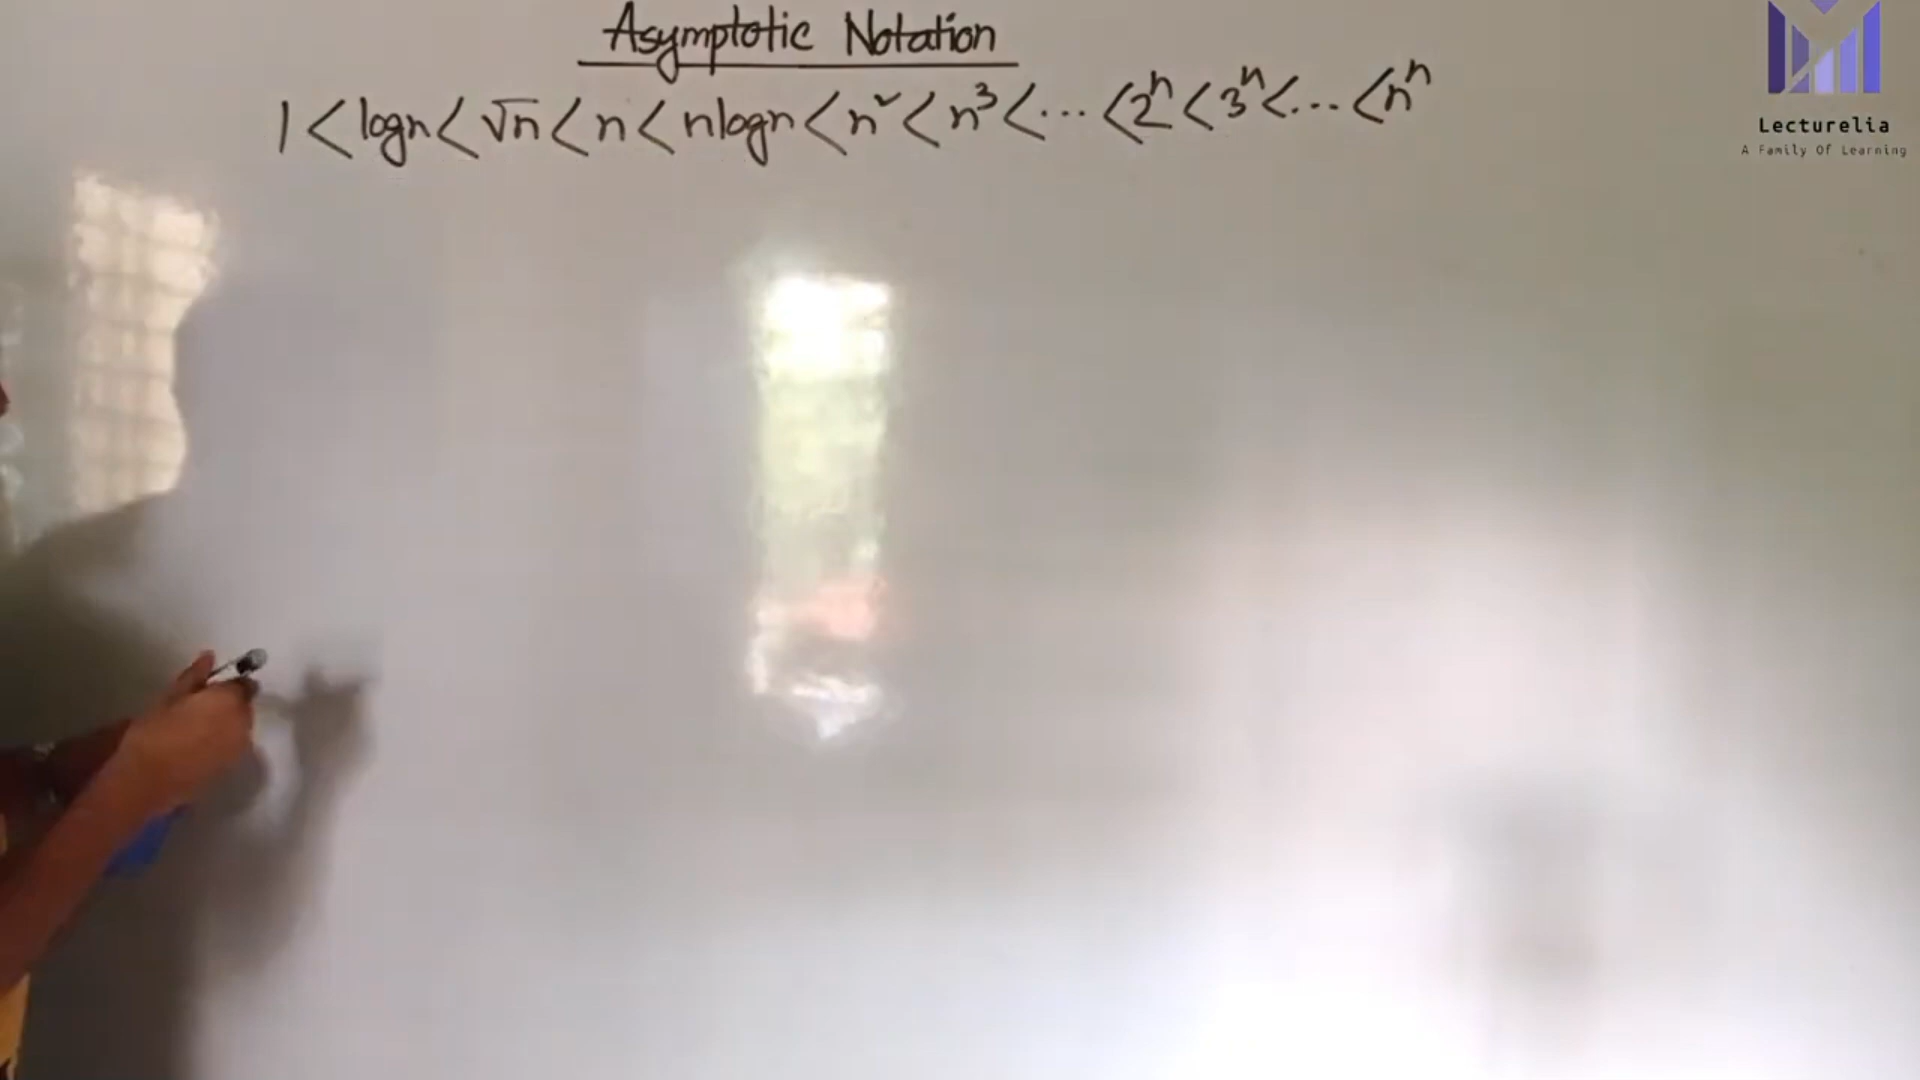 Asymptotic Notation
1 < logn < √n < n < nlogn < n² < n³ < ... < 2ⁿ < 3ⁿ < ... < nⁿ
Lecturelia
A Family Of Learning